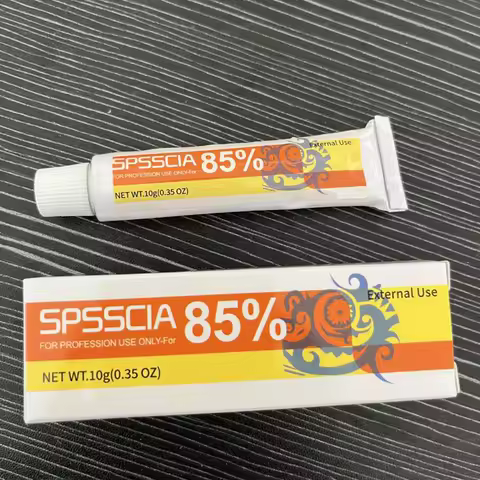 External Use
SPSSCIA 85%
FOR PROFESSION USE ONLY-For
NET WT.10g(0.35 OZ)
External Use
SPSSCIA 85%
FOR PROFESSION USE ONLY-For
NET WT.10g(0.35 OZ)